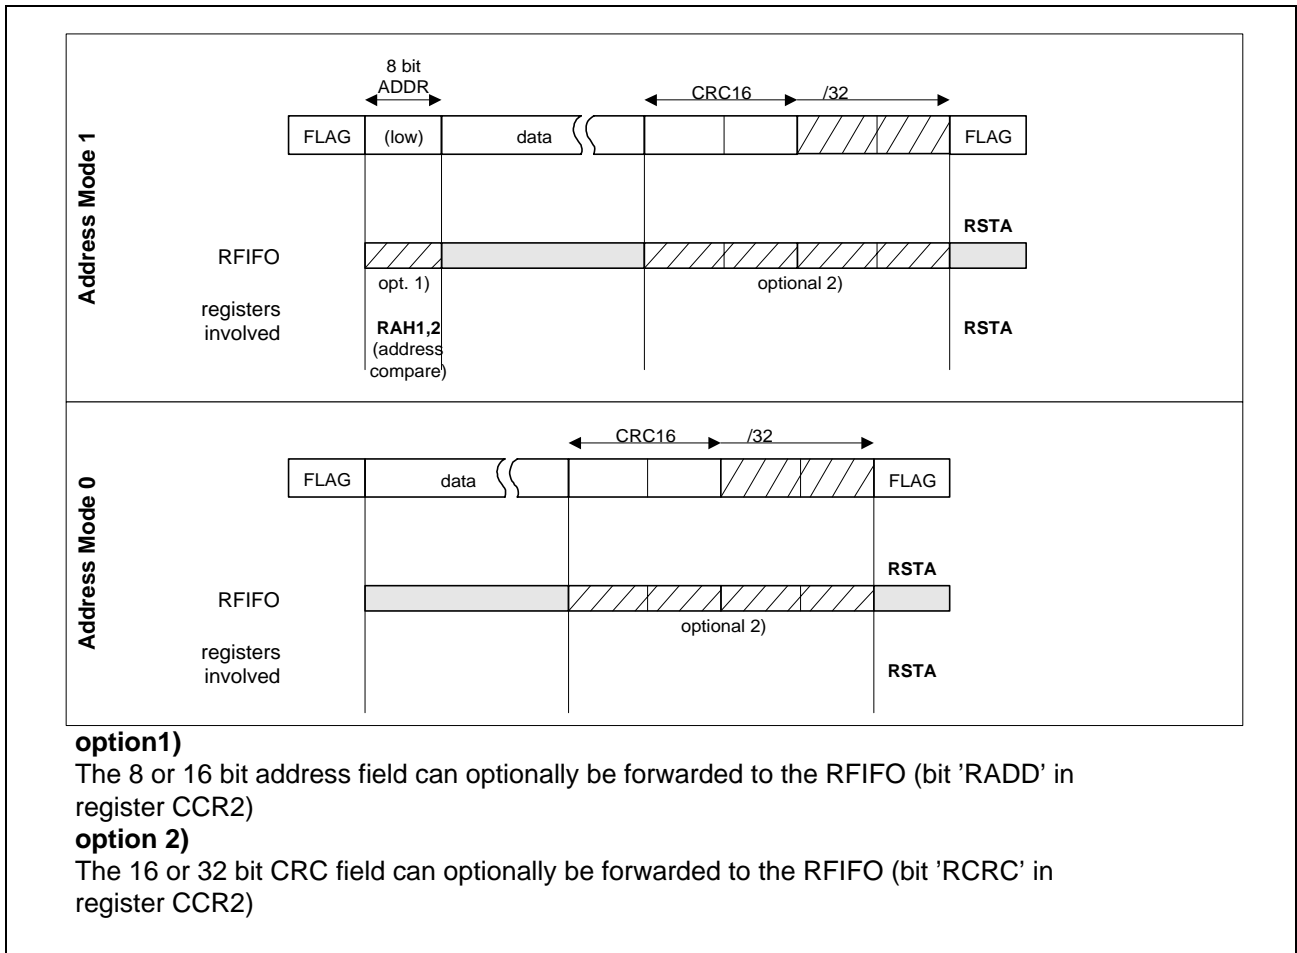 Address Mode 1
8 bit
ADDR
CRC16 /32
FLAG (low) data FLAG
RSTA
RFIFO
opt. 1) optional 2)
registers
involved
RAH1,2 RSTA
(address
compare)
Address Mode 0
CRC16 /32
FLAG data FLAG
RSTA
RFIFO
optional 2)
registers
involved
RSTA
option1)
The 8 or 16 bit address field can optionally be forwarded to the RFIFO (bit ’RADD’ in
register CCR2)
option 2)
The 16 or 32 bit CRC field can optionally be forwarded to the RFIFO (bit ’RCRC’ in
register CCR2)